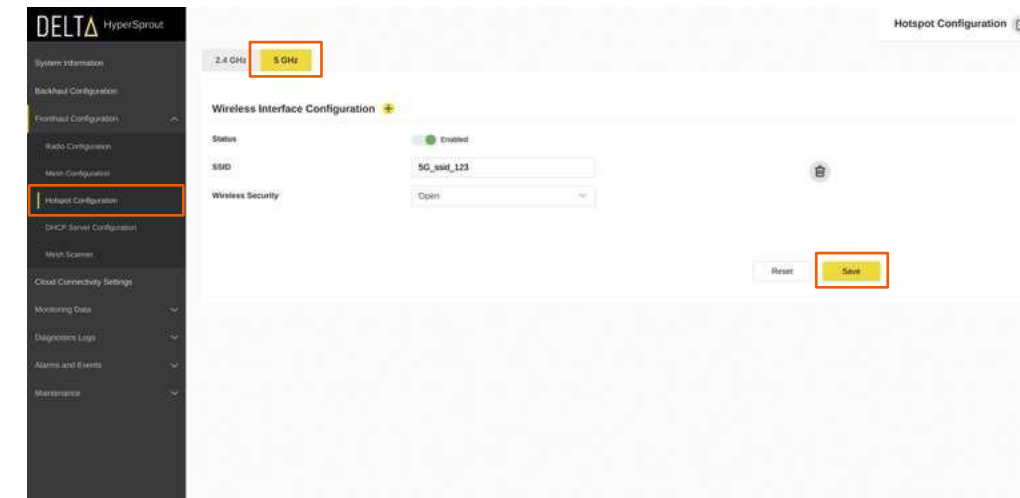 DELTA HyperSprout
Hotspot Configuration
System Information
Backhaul Configuration
Fronthaul Configuration
Radio Configuration
Mesh Configuration
Hotspot Configuration
DHCP Server Configuration
Mesh Scanner
Cloud Connectivity Settings
Monitoring Data
Diagnostics Logs
Alarms and Events
Maintenance
2.4 GHz
5 GHz
Wireless Interface Configuration +
Status
Enabled
SSID
5G_ssid_123
Wireless Security
Open
Reset
Save